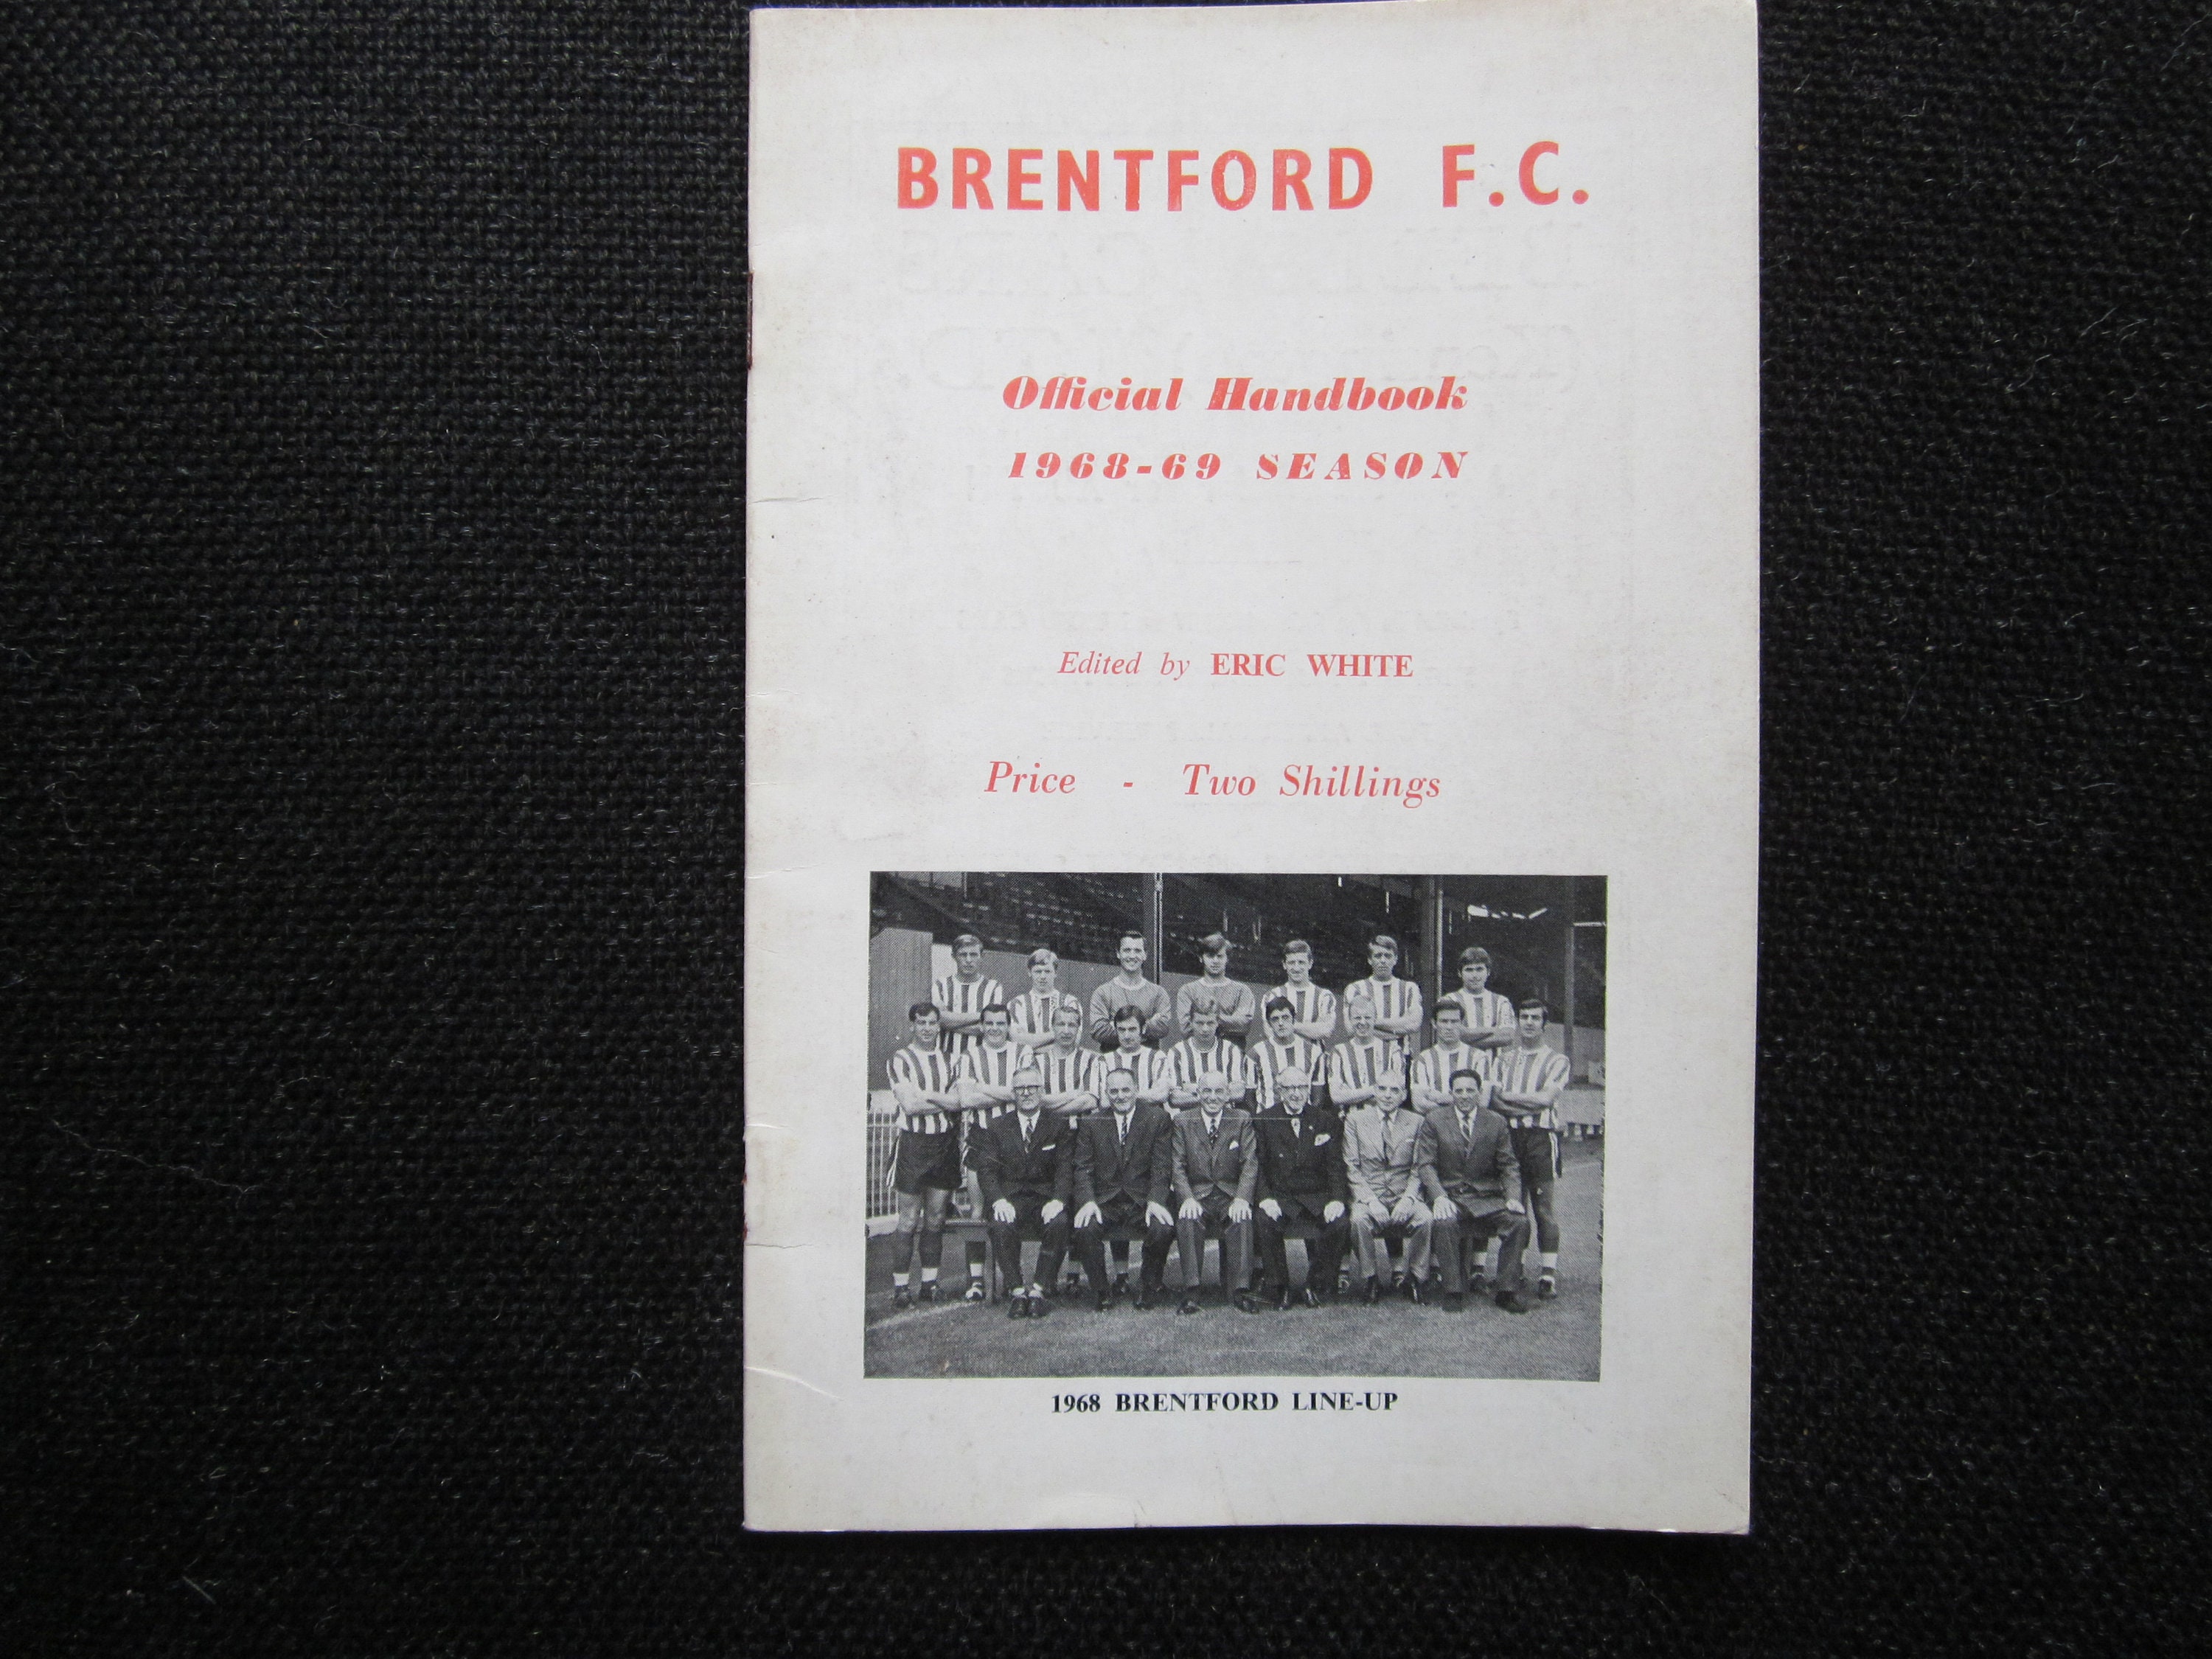 BRENTFORD F.C.
Official Handbook
1968-69 SEASON
Edited by ERIC WHITE
Price - Two Shillings
1968 BRENTFORD LINE-UP